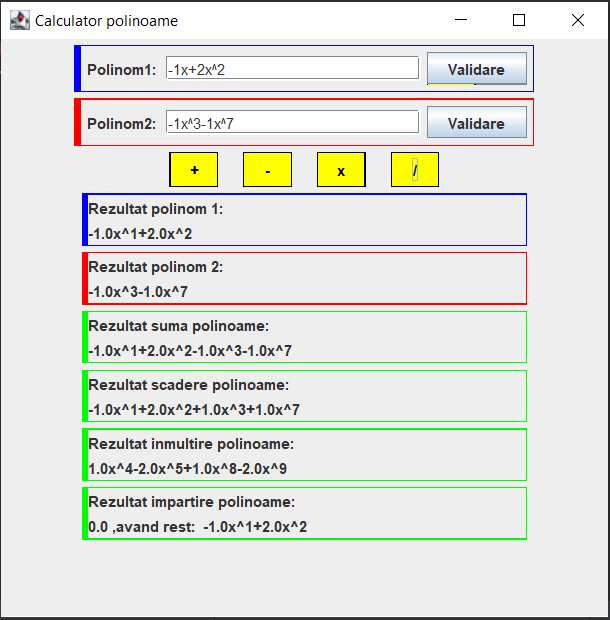 Calculator polinoame
Polinom1: -1x+2x^2 Validare
Polinom2: -1x^3-1x^7 Validare
+ - x /
Rezultat polinom 1:
-1.0x^1+2.0x^2
Rezultat polinom 2:
-1.0x^3-1.0x^7
Rezultat suma polinoame:
-1.0x^1+2.0x^2-1.0x^3-1.0x^7
Rezultat scadere polinoame:
-1.0x^1+2.0x^2+1.0x^3+1.0x^7
Rezultat inmultire polinoame:
1.0x^4-2.0x^5+1.0x^8-2.0x^9
Rezultat impartire polinoame:
0.0 ,avand rest:  -1.0x^1+2.0x^2